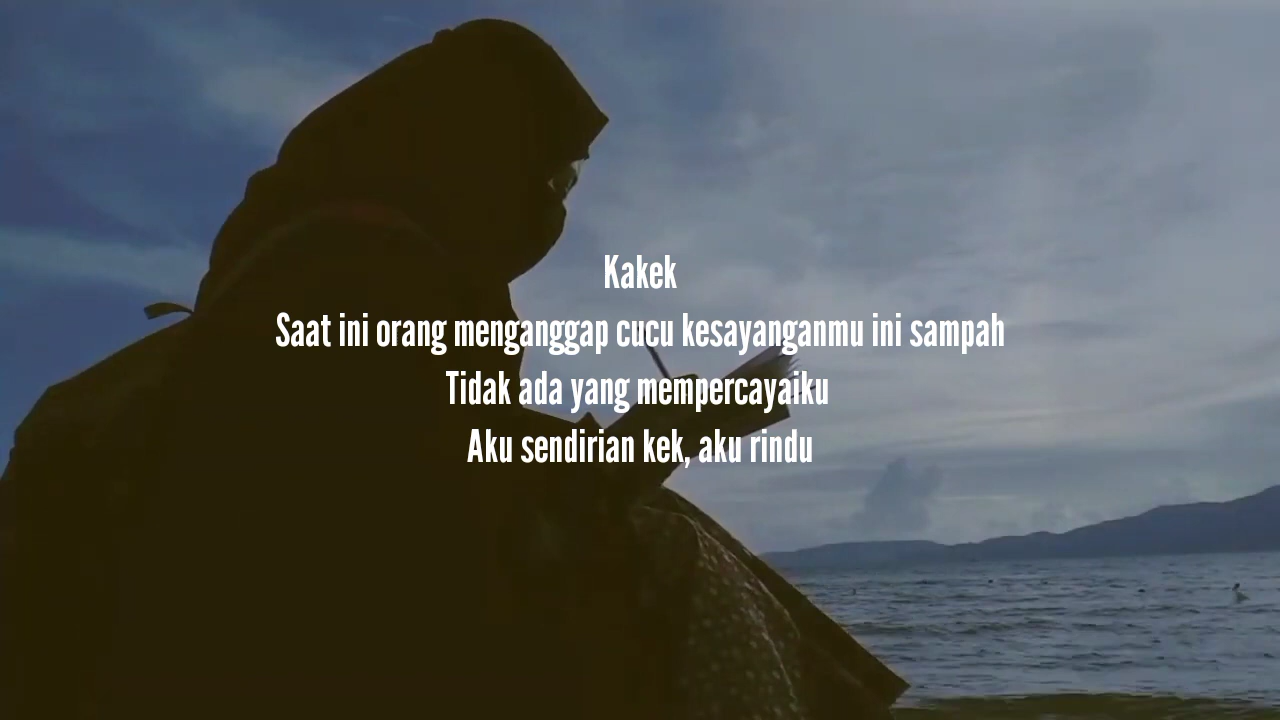 Kakek
Saat ini orang menganggap cucu kesayanganmu ini sampah
Tidak ada yang mempercayaiku
Aku sendirian kek, aku rindu